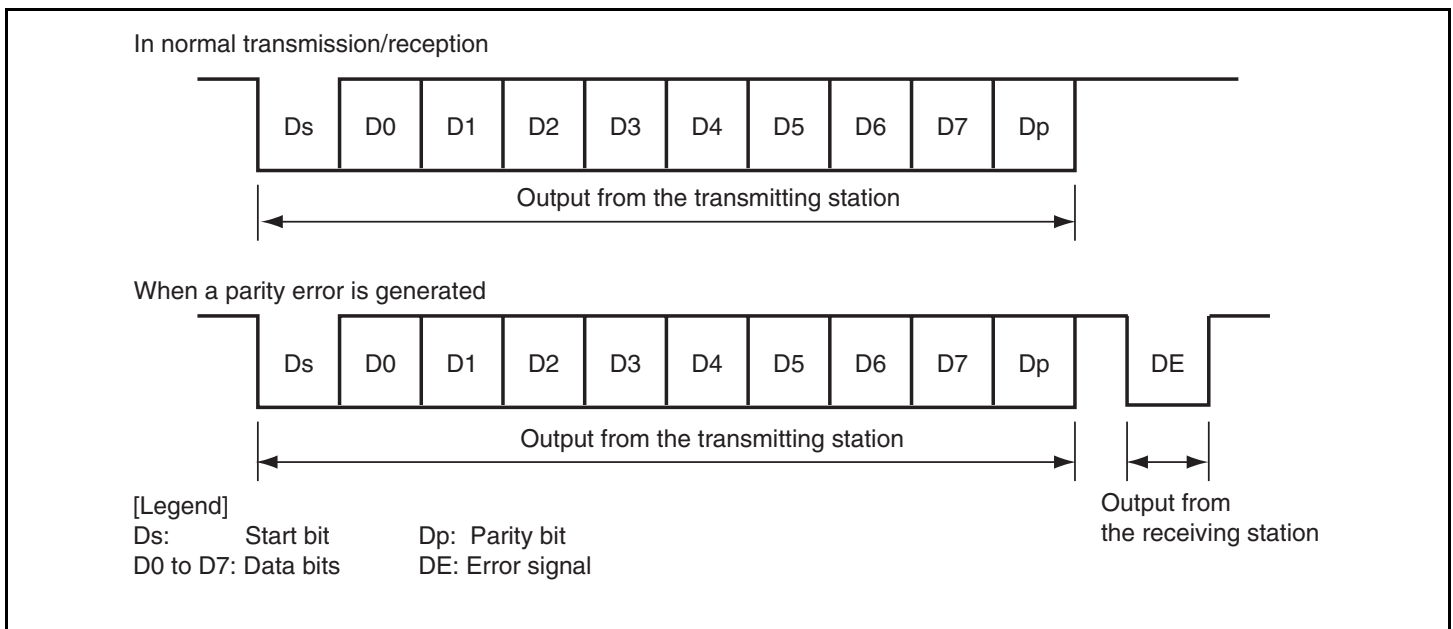 In normal transmission/reception
Ds D0 D1 D2 D3 D4 D5 D6 D7 Dp
Output from the transmitting station
When a parity error is generated
Ds D0 D1 D2 D3 D4 D5 D6 D7 Dp DE
Output from the transmitting station
Output from
the receiving station
[Legend]
Ds: Start bit Dp: Parity bit
D0 to D7: Data bits DE: Error signal